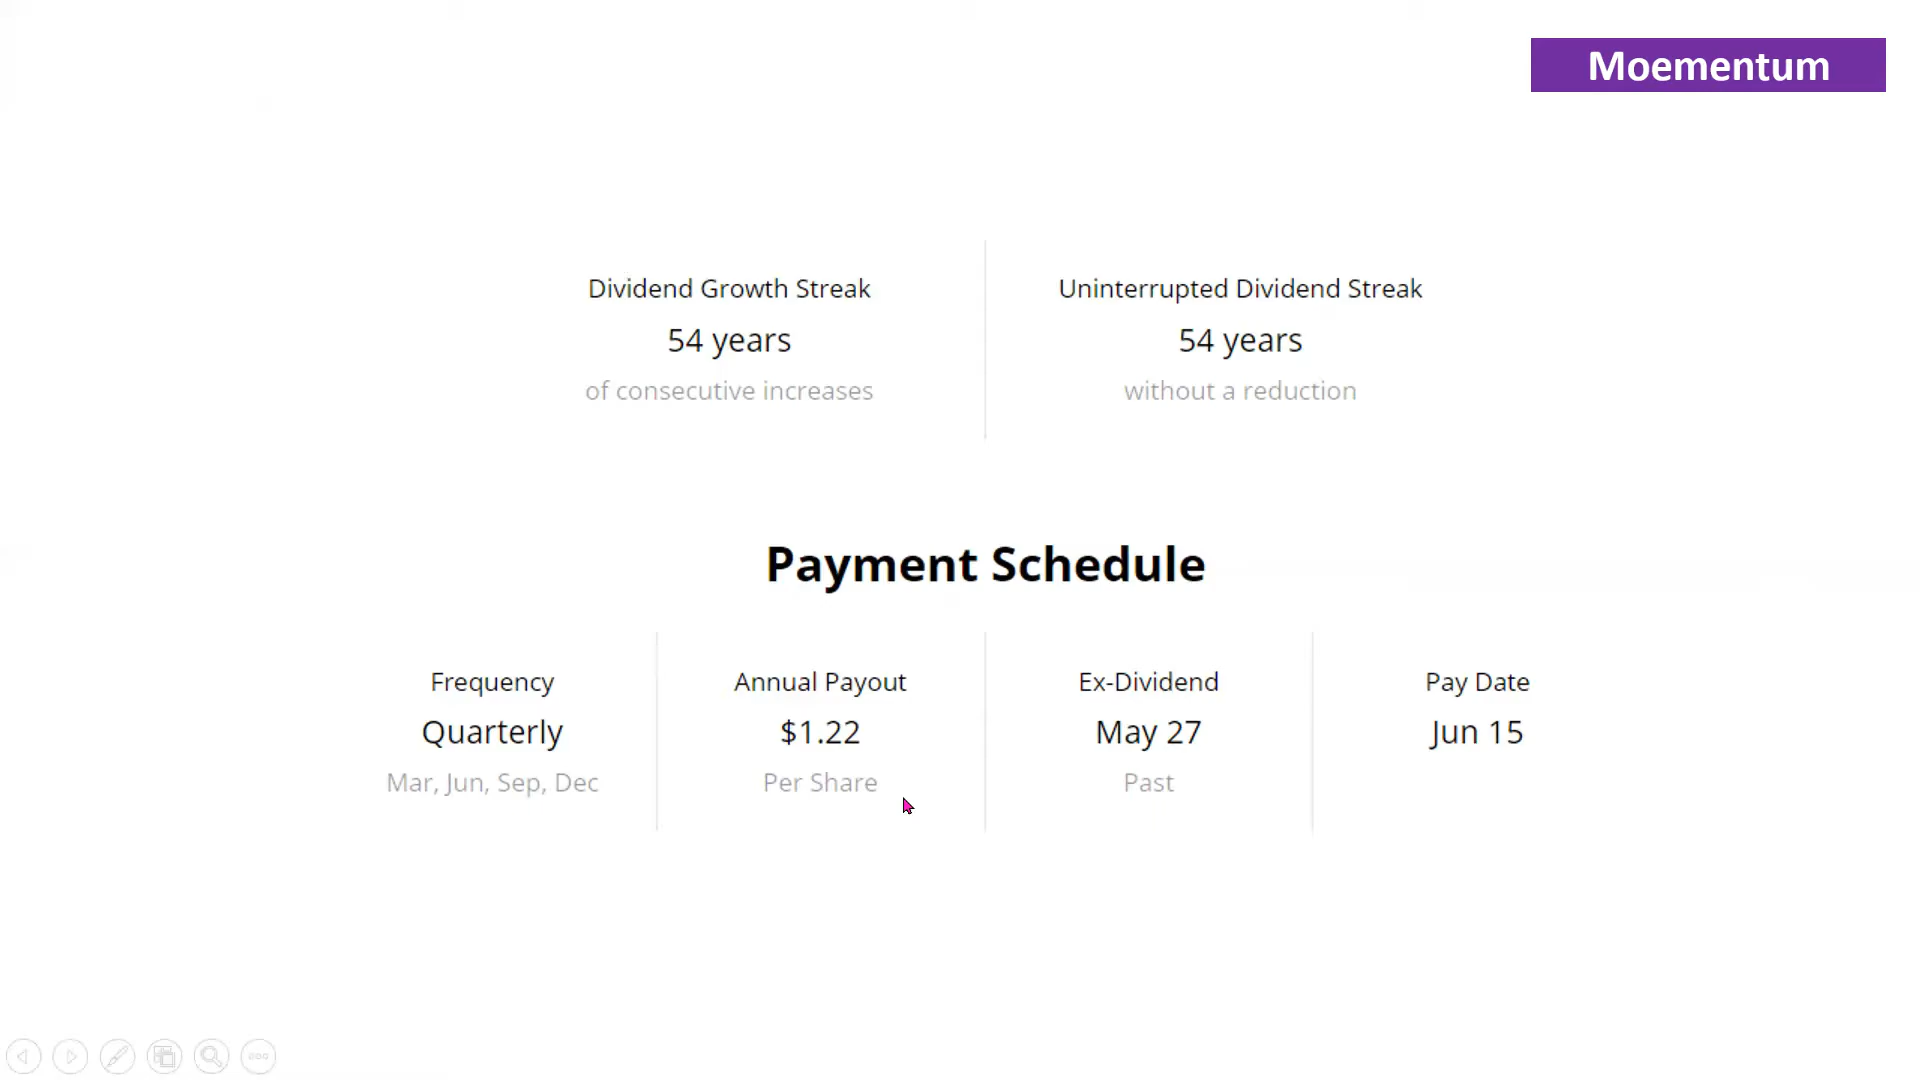 Moementum
Dividend Growth Streak
54 years
of consecutive increases
Uninterrupted Dividend Streak
54 years
without a reduction
Payment Schedule
Frequency
Quarterly
Mar, Jun, Sep, Dec
Annual Payout
$1.22
Per Share
Ex-Dividend
May 27
Past
Pay Date
Jun 15